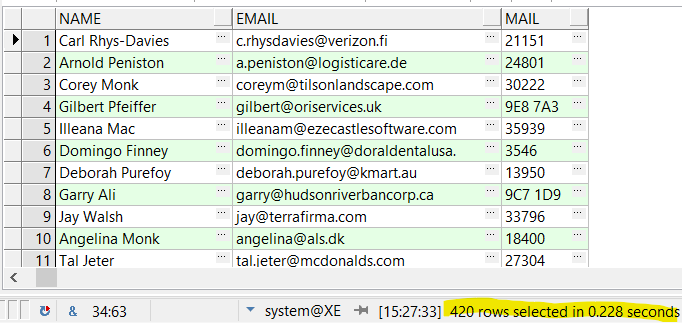 NAME EMAIL MAIL
1 Carl Rhys-Davies ... c.rhysdavies@verizon.fi ... 21151 ...
2 Arnold Peniston ... a.peniston@logisticare.de ... 24801 ...
3 Corey Monk ... coreym@tilsonlandscape.com ... 30222 ...
4 Gilbert Pfeiffer ... gilbert@oriservices.uk ... 9E8 7A3 ...
5 Illeana Mac ... illeanam@ezecastlesoftware.com ... 35939 ...
6 Domingo Finney ... domingo.finney@doraldentalusa. ... 3546 ...
7 Deborah Purefoy ... deborah.purefoy@kmart.au ... 13950 ...
8 Garry Ali ... garry@hudsonriverbancorp.ca ... 9C7 1D9 ...
9 Jay Walsh ... jay@terrafirma.com ... 33796 ...
10 Angelina Monk ... angelina@als.dk ... 18400 ...
11 Tal Jeter ... tal.jeter@mcdonalds.com ... 27304 ...
& 34:63 system@XE [15:27:33] 420 rows selected in 0.228 seconds